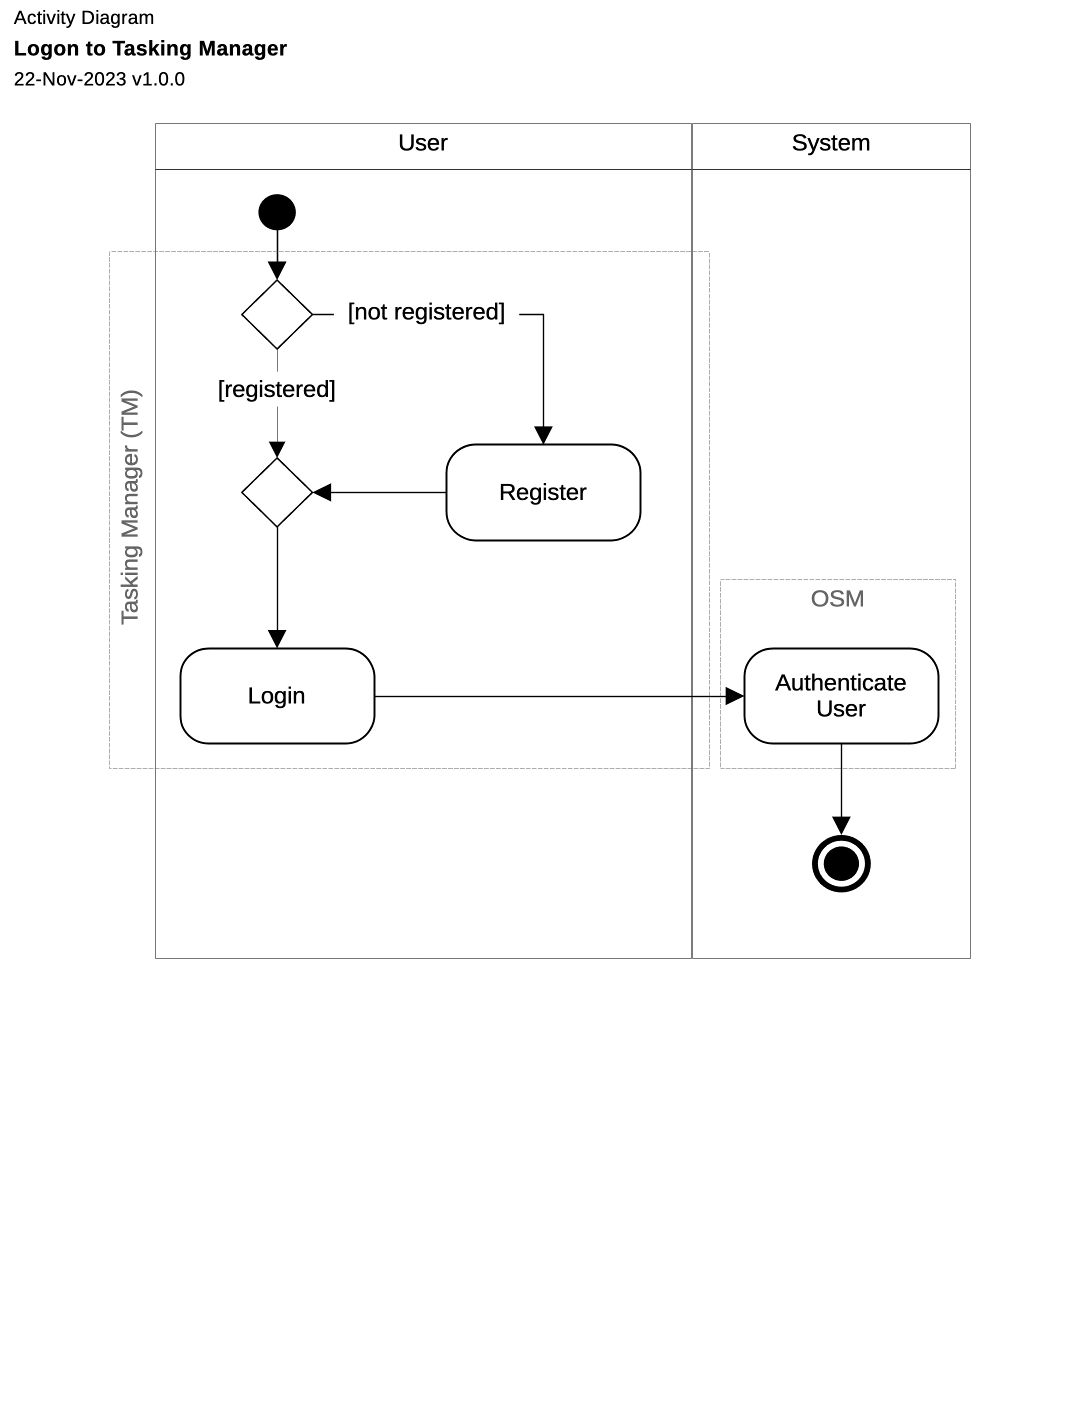 Activity Diagram
Logon to Tasking Manager
22-Nov-2023 v1.0.0
User
System
[not registered]
[registered]
Tasking Manager (TM)
Register
OSM
Login
Authenticate
User